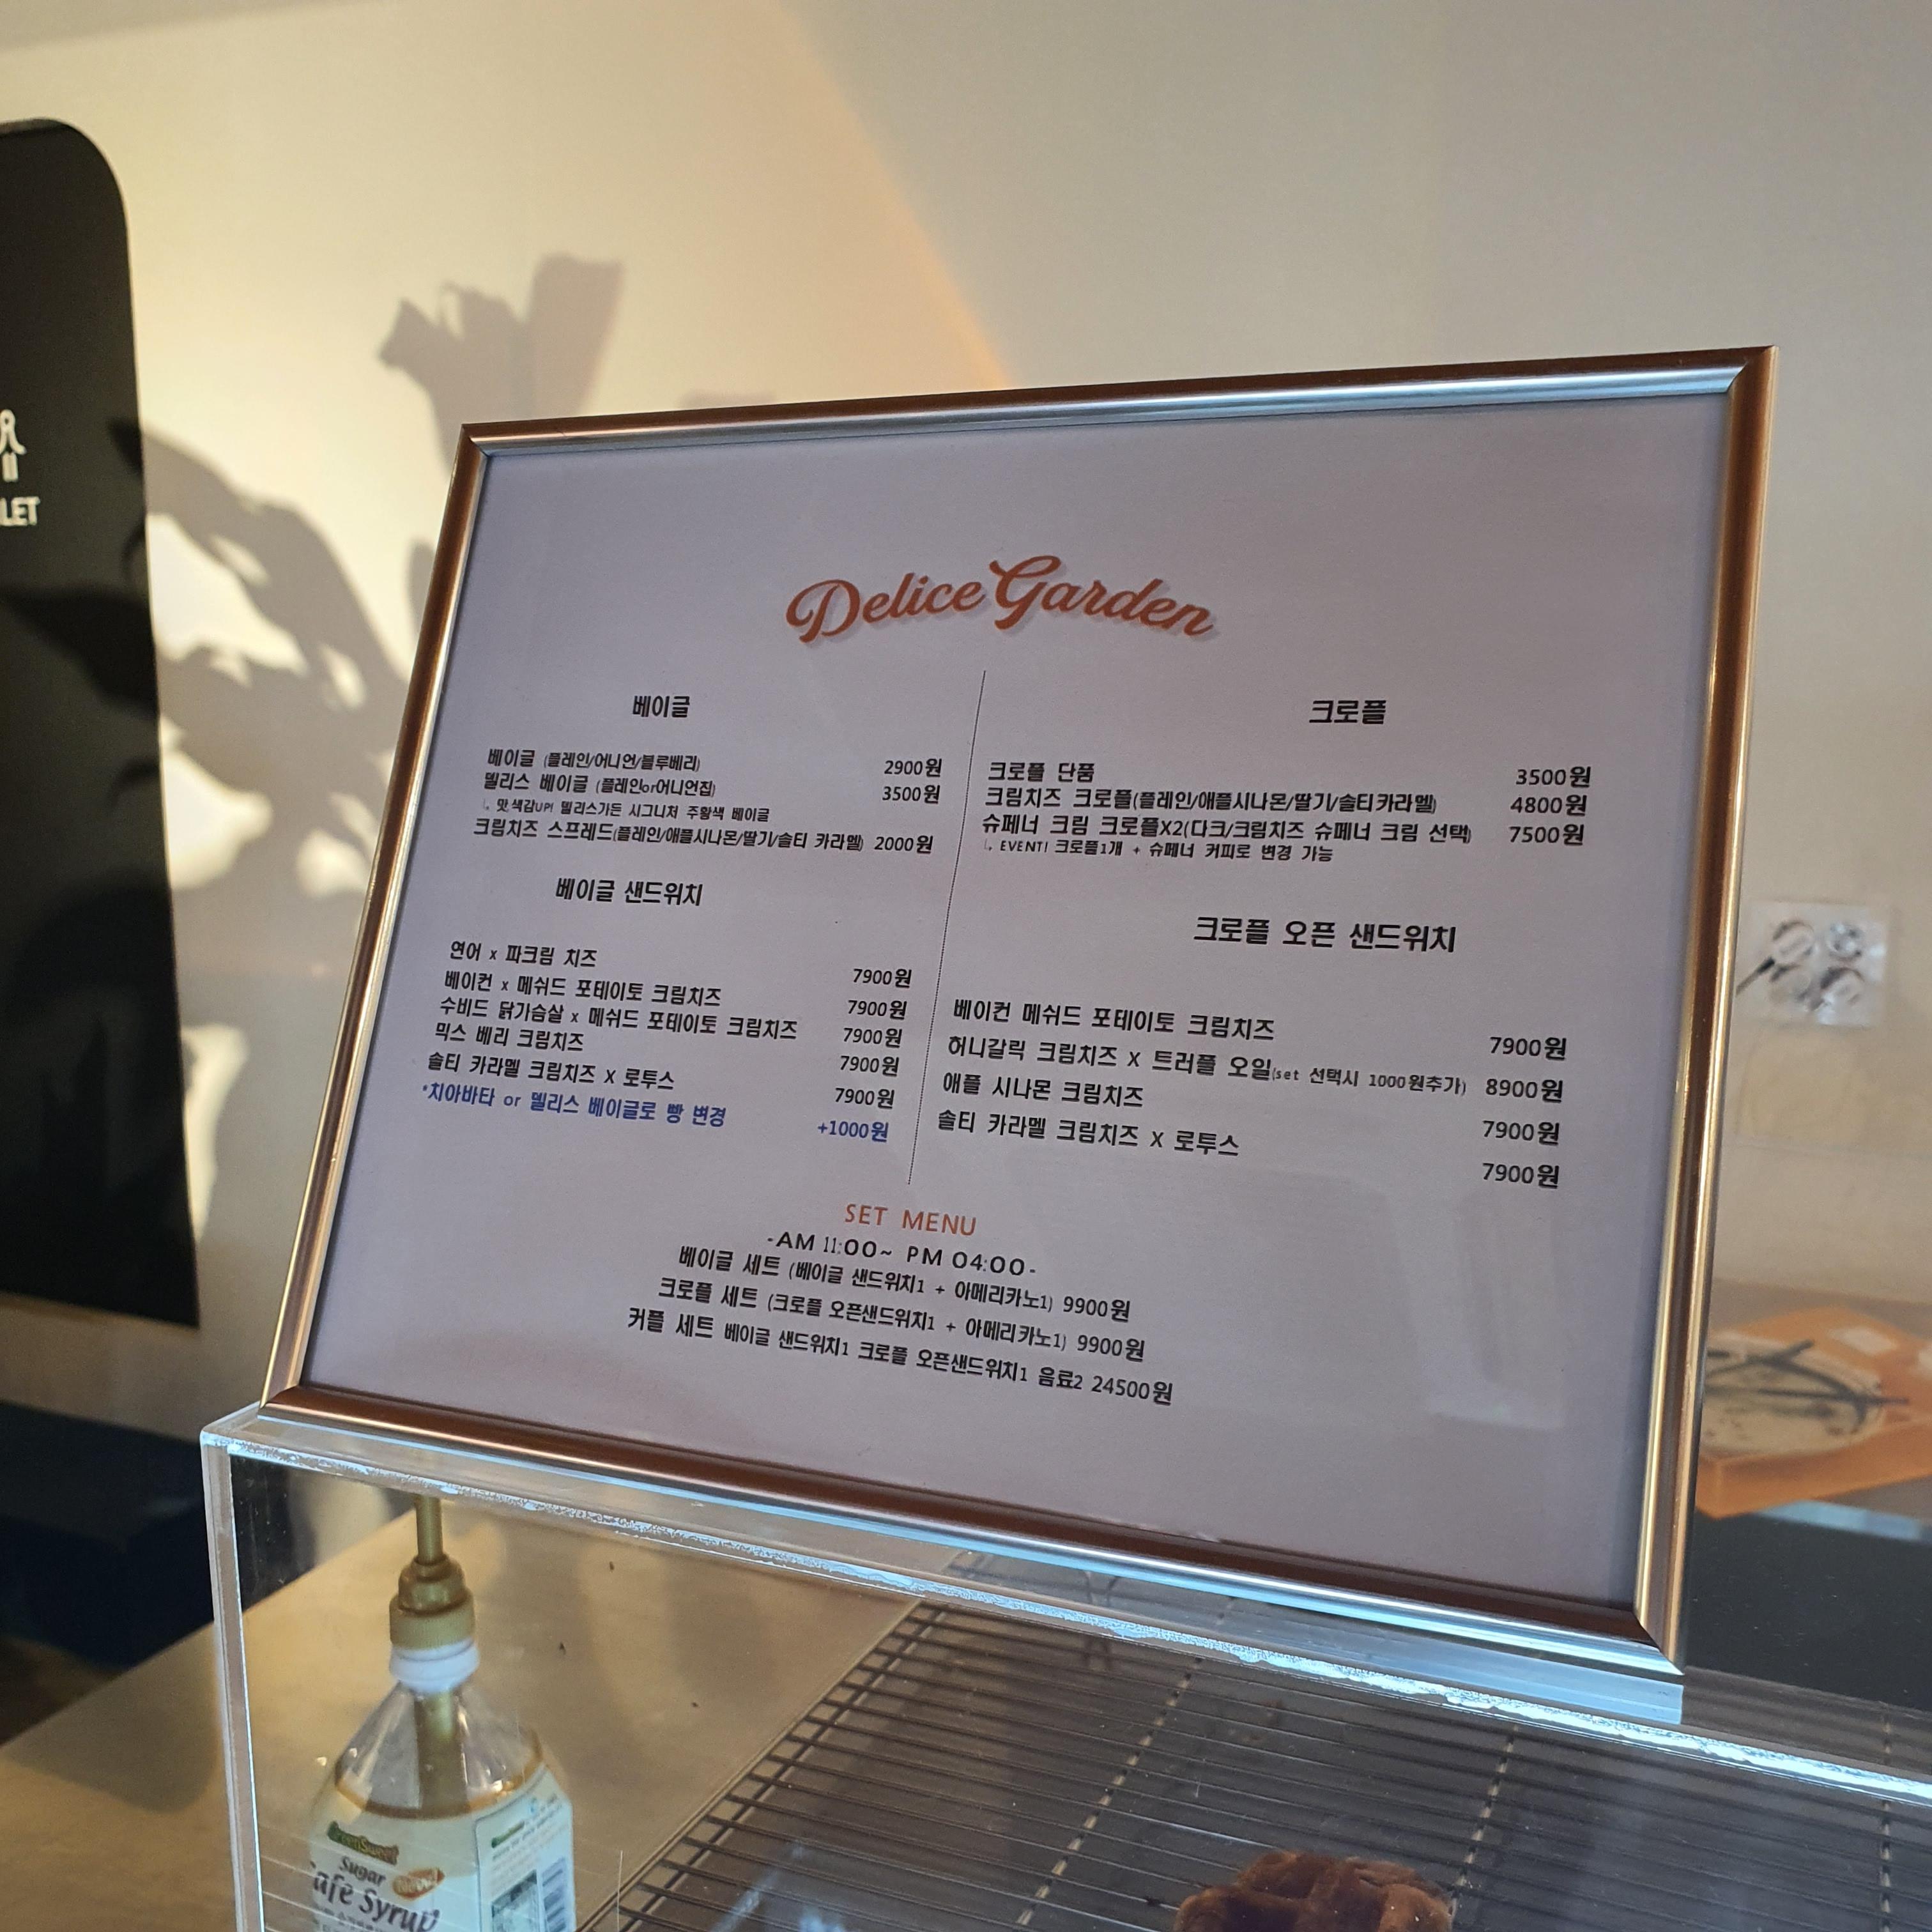 LET
Delice Garden
베이글
베이글 (플레인/어니언/블루베리) 2900원
델리스 베이글 (플레인or어니언집) 3500원
ㄴ 맛 색감UP! 델리스가든 시그니처 주황색 베이글
크림치즈 스프레드(플레인/애플시나몬/딸기/솔티 카라멜) 2000원
베이글 샌드위치
연어 x 파크림 치즈 7900원
베이컨 x 메쉬드 포테이토 크림치즈 7900원
수비드 닭가슴살 x 메쉬드 포테이토 크림치즈 7900원
믹스 베리 크림치즈 7900원
솔티 카라멜 크림치즈 X 로투스 7900원
*치아바타 or 델리스 베이글로 빵 변경 +1000원
크로플
크로플 단품 3500원
크림치즈 크로플(플레인/애플시나몬/딸기/솔티카라멜) 4800원
슈페너 크림 크로플X2(다크/크림치즈 슈페너 크림 선택) 7500원
ㄴ EVENT! 크로플1개 + 슈페너 커피로 변경 가능
크로플 오픈 샌드위치
베이컨 메쉬드 포테이토 크림치즈 7900원
허니갈릭 크림치즈 X 트러플 오일(set 선택시 1000원추가) 8900원
애플 시나몬 크림치즈 7900원
솔티 카라멜 크림치즈 X 로투스 7900원
SET MENU
-AM 11:00~ PM 04:00-
베이글 세트 (베이글 샌드위치1 + 아메리카노1) 9900원
크로플 세트 (크로플 오픈샌드위치1 + 아메리카노1) 9900원
커플 세트 베이글 샌드위치1 크로플 오픈샌드위치1 음료2 24500원
GreenSweet
Sugar
afe Syrup